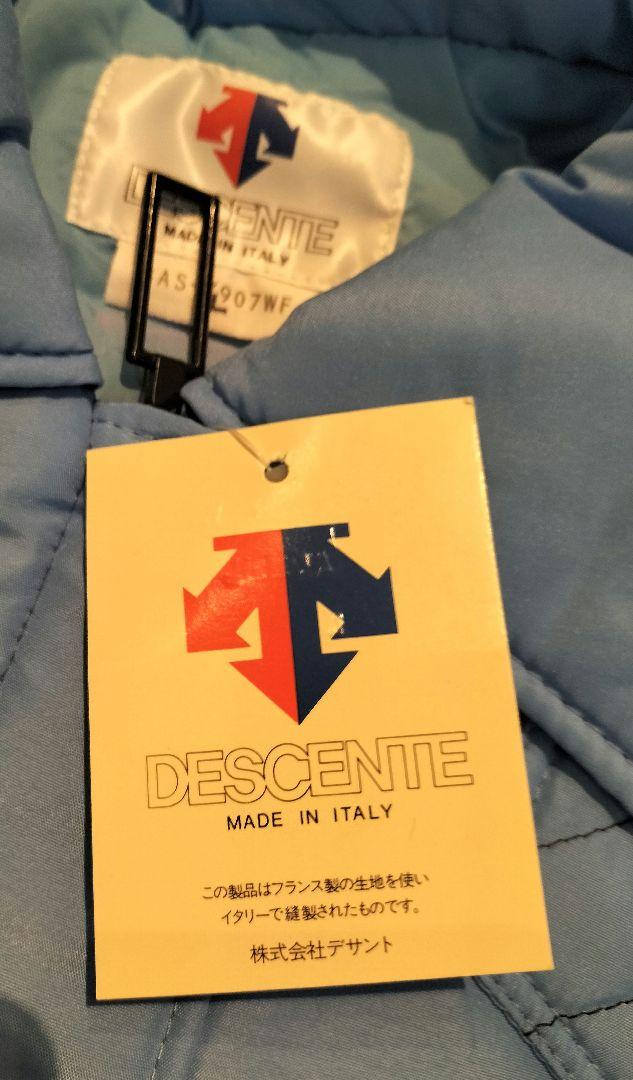 DESCENTE
MADE IN ITALY
907WF
L
DESCENTE
MADE IN ITALY
この製品はフランス製の生地を使い
イタリーで縫製されたものです。
株式会社デサント